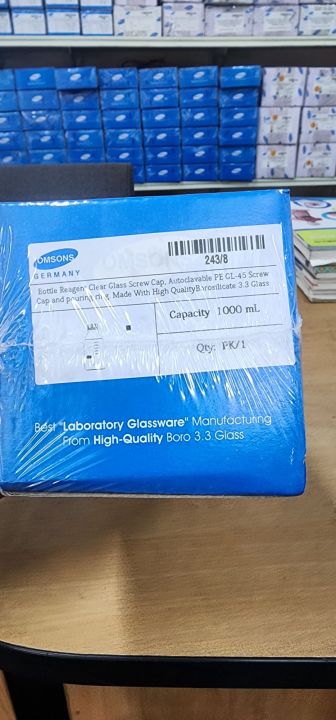 OMSONS
GERMANY
243/8
Bottle Reagent Clear Glass Screw Cap, Autoclavable PE GL-45 Screw
Cap and pouring ring, Made With High Quality Borosilicate 3.3 Glass
Capacity 1000 mL
Qty: PK/1
Best "Laboratory Glassware" Manufacturing
From High-Quality Boro 3.3 Glass